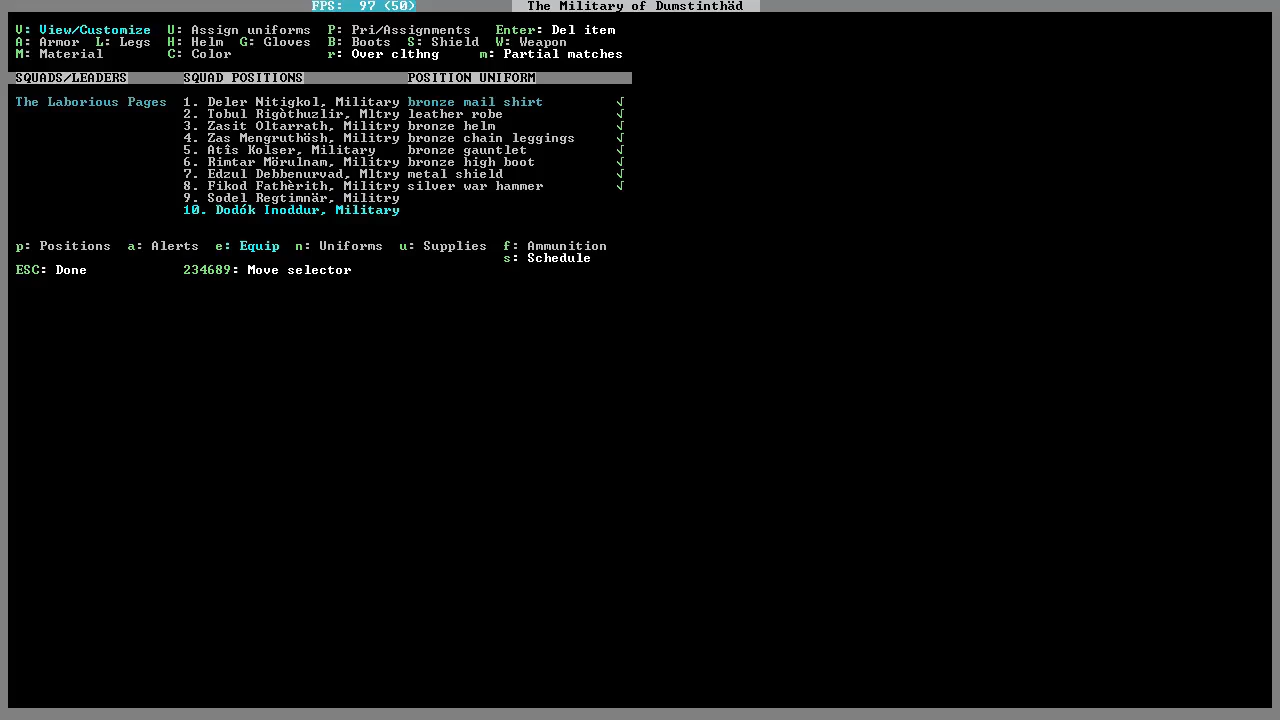 FPS: 97 (50) The Military of Dumstinthäd
V: View/Customize U: Assign uniforms P: Pri/Assignments Enter: Del item
A: Armor L: Legs H: Helm G: Gloves B: Boots S: Shield W: Weapon
M: Material C: Color r: Over clthng m: Partial matches
SQUADS/LEADERS SQUAD POSITIONS POSITION UNIFORM
The Laborious Pages 1. Deler Nitigkol, Military bronze mail shirt √
2. Tobul Rigòthuzlir, Mltry leather robe √
3. Zasit Oltarrath, Militry bronze helm √
4. Zas Mengruthösh, Militry bronze chain leggings √
5. Atîs Kolser, Military bronze gauntlet √
6. Rimtar Mörulnam, Militry bronze high boot √
7. Edzul Debbenurvad, Mltry metal shield √
8. Fikod Fathèrith, Militry silver war hammer √
9. Sodel Regtimnär, Militry
10. Dodók Inoddur, Military
p: Positions a: Alerts e: Equip n: Uniforms u: Supplies f: Ammunition
s: Schedule
ESC: Done 234689: Move selector